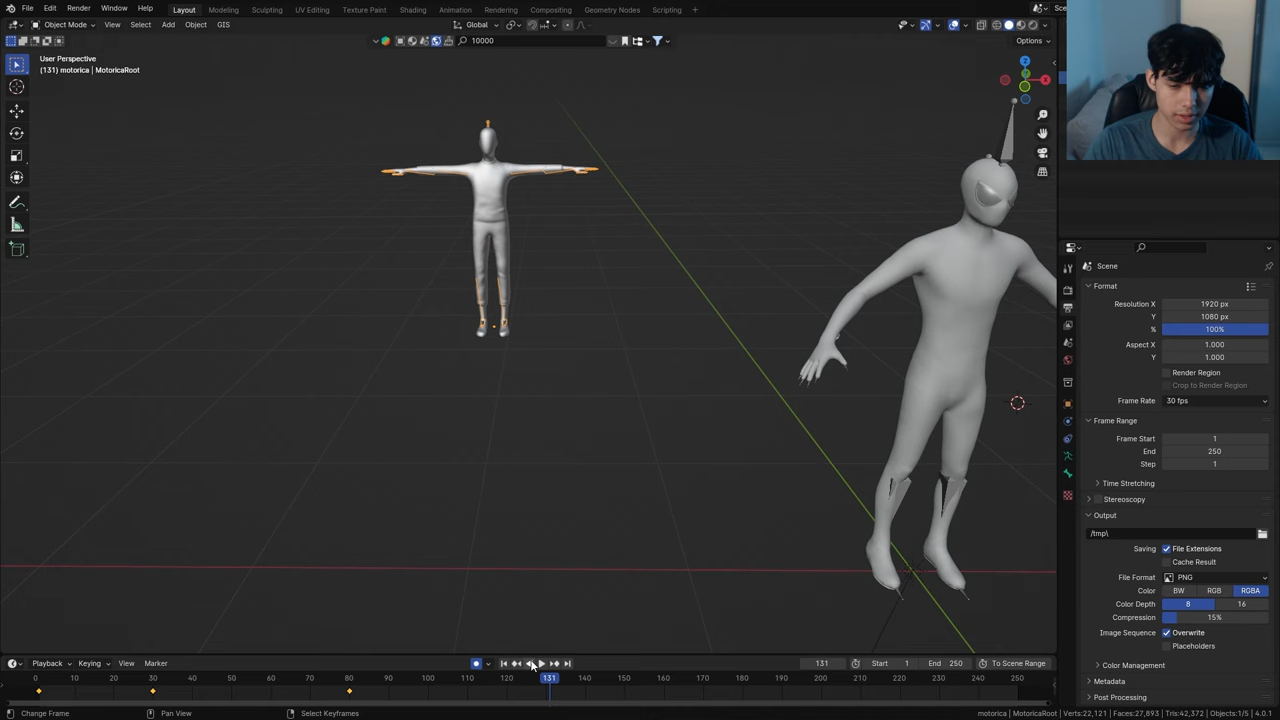 File Edit Render Window Help Layout Modeling Sculpting UV Editing Texture Paint Shading Animation Rendering Compositing Geometry Nodes Scripting Sce
Object Mode View Select Add Object GIS Global
10000 Options
User Perspective
(131) motorica | MotoricaRoot
Z
X
Scene
Format
Resolution X 1920 px
Y 1080 px
% 100%
Aspect X 1.000
Y 1.000
Render Region
Crop to Render Region
Frame Rate 30 fps
Frame Range
Frame Start 1
End 250
Step 1
Time Stretching
Stereoscopy
Output
/tmp\
Saving File Extensions
Cache Result
File Format PNG
Color BW RGB RGBA
Color Depth 8 16
Compression 15%
Image Sequence Overwrite
Placeholders
Color Management
Metadata
Post Processing
Playback Keying View Marker 131 Start 1 End 250 To Scene Range
0 10 20 30 40 50 60 70 80 90 100 110 120 131 140 150 160 170 180 190 200 210 220 230 240 250
Change Frame Pan View Select Keyframes motorica | MotoricaRoot | Verts:22,121 | Faces:27,893 | Tris:42,372 | Objects:1/5 | 4.0.1